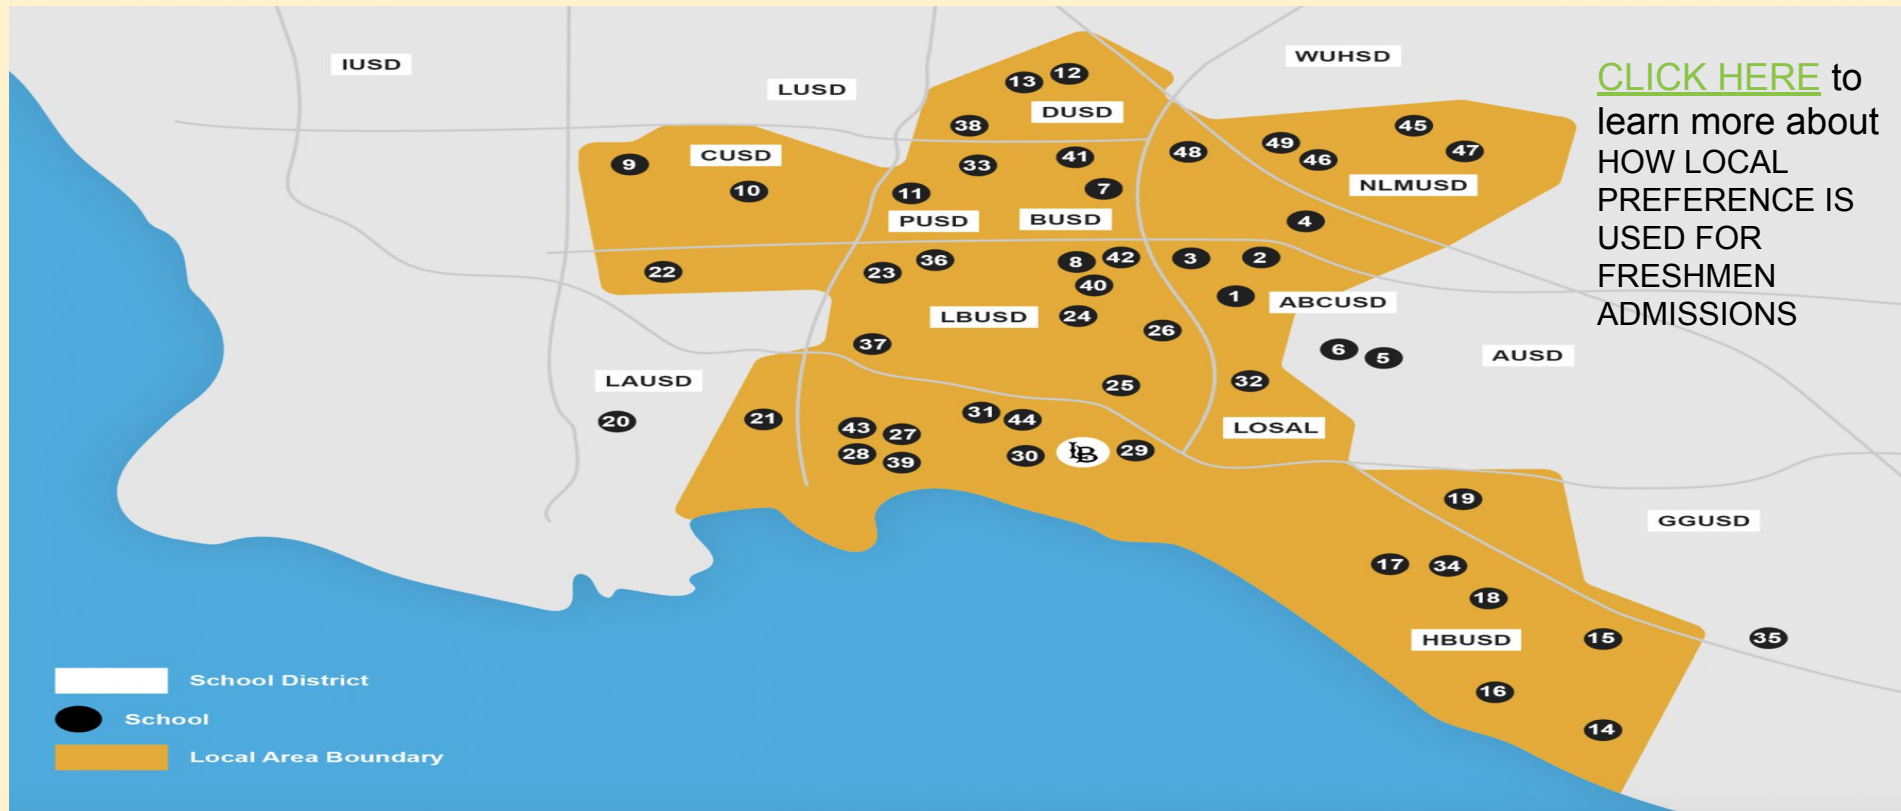 IUSD
LUSD
WUHSD
CLICK HERE to
learn more about
HOW LOCAL
PREFERENCE IS
USED FOR
FRESHMEN
ADMISSIONS
13
12
DUSD
38
45
9
CUSD
33
41
48
49
46
47
10
11
7
NLMUSD
PUSD
BUSD
4
22
23
36
8
42
3
2
40
1
ABCUSD
LBUSD
24
26
37
6
5
AUSD
LAUSD
25
32
20
21
43
27
31
44
LOSAL
28
39
30
LB
29
19
GGUSD
17
34
18
HBUSD
15
35
16
14
School District
School
Local Area Boundary